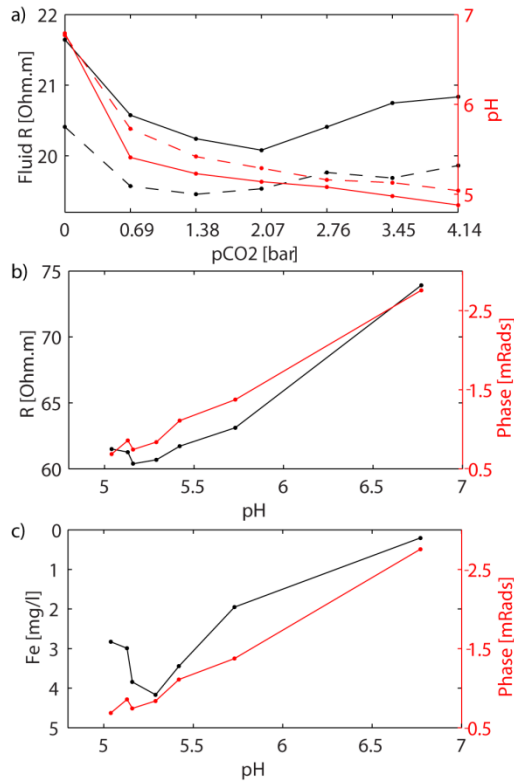 a)
22
21
20
Fluid R [Ohm.m]
7
6
5
pH
0 0.69 1.38 2.07 2.76 3.45 4.14
pCO2 [bar]
b)
75
70
65
60
R [Ohm.m]
-2.5
-1.5
-0.5
Phase [mRads]
5 5.5 6 6.5 7
pH
c)
0
1
2
3
4
5
Fe [mg/l]
-2.5
-1.5
-0.5
Phase [mRads]
5 5.5 6 6.5 7
pH